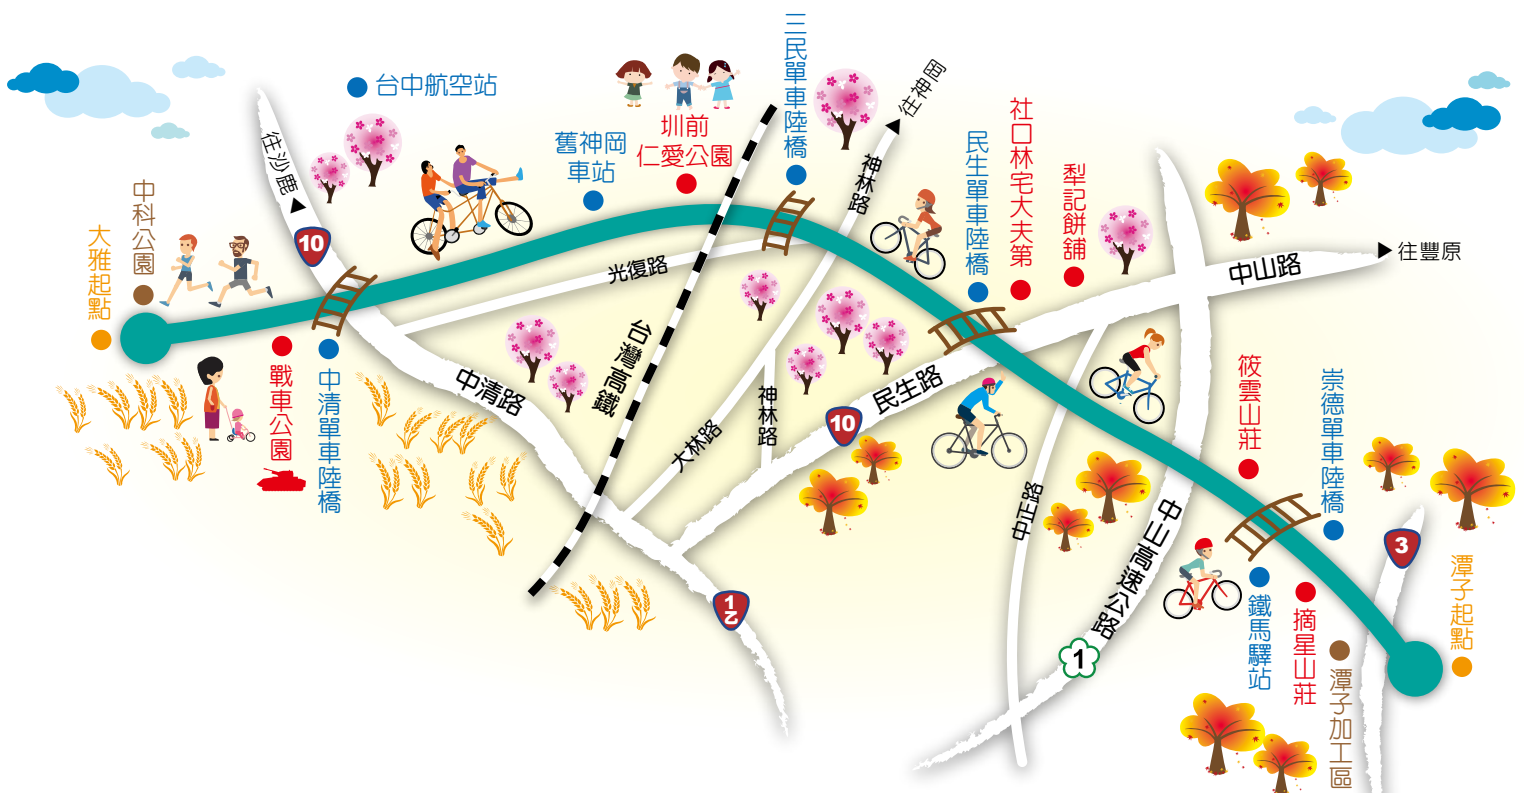 三民單車陸橋
往神岡
台中航空站
圳前
仁愛公園
舊神岡
車站
社口林宅大夫第
民生單車陸橋
犁記餅舖
往沙鹿
神林路
中科公園
大雅起點
10
光復路
中山路
往豐原
台灣高鐵
戰車公園
中清單車陸橋
中清路
神林路
大林路
民生路
10
筱雲山莊
崇德單車陸橋
中正路
中山高速公路
3
潭子起點
12
鐵馬驛站
摘星山莊
潭子加工區
1